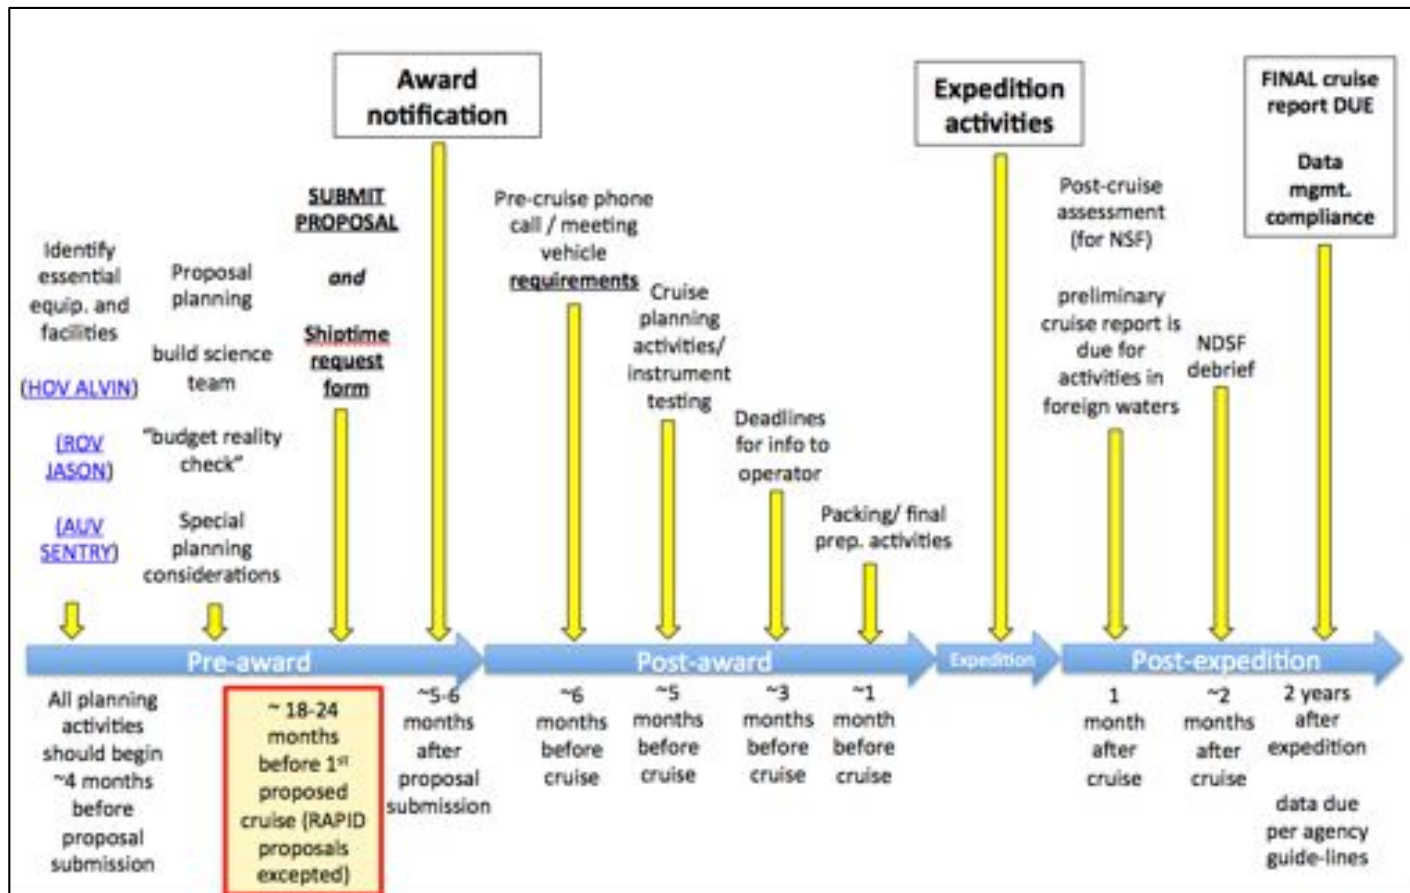 Award
notification
Expedition
activities
FINAL cruise
report DUE
Data
mgmt.
compliance
Identify
essential
equip. and
facilities
(HOV ALVIN)
(ROV
JASON)
(AUV
SENTRY)
Proposal
planning
build science
team
"budget reality
check"
Special
planning
considerations
SUBMIT
PROPOSAL
and
Shiptime
request
form
Pre-cruise phone
call / meeting
vehicle
requirements
Cruise
planning
activities/
instrument
testing
Deadlines
for info to
operator
Packing/ final
prep. activities
Post-cruise
assessment
(for NSF)
preliminary
cruise report is
due for
activities in
foreign waters
NDSF
debrief
Pre-award
Post-award
Expedition
Post-expedition
All planning
activities
should begin
~4 months
before
proposal
submission
~ 18-24
months
before 1st
proposed
cruise (RAPID
proposals
excepted)
~5-6
months
after
proposal
submission
~6
months
before
cruise
~5
months
before
cruise
~3
months
before
cruise
~1
month
before
cruise
1
month
after
cruise
~2
months
after
cruise
2 years
after
expedition
data due
per agency
guide-lines